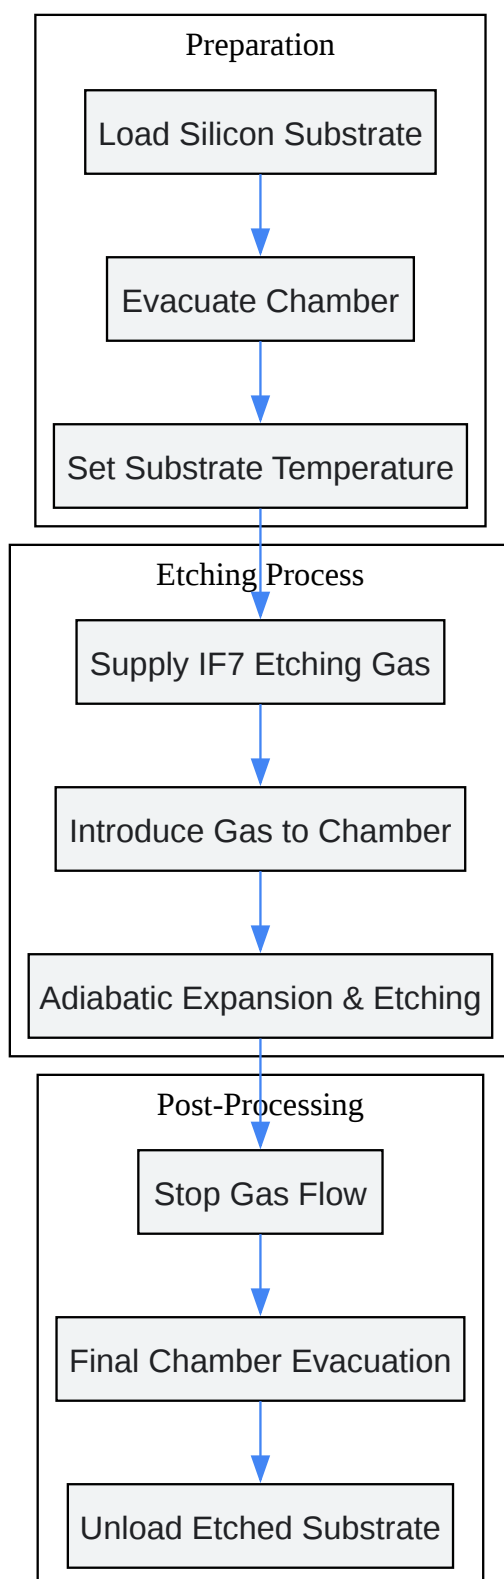 Preparation
Load Silicon Substrate
Evacuate Chamber
Set Substrate Temperature
Etching Process
Supply IF7 Etching Gas
Introduce Gas to Chamber
Adiabatic Expansion & Etching
Post-Processing
Stop Gas Flow
Final Chamber Evacuation
Unload Etched Substrate